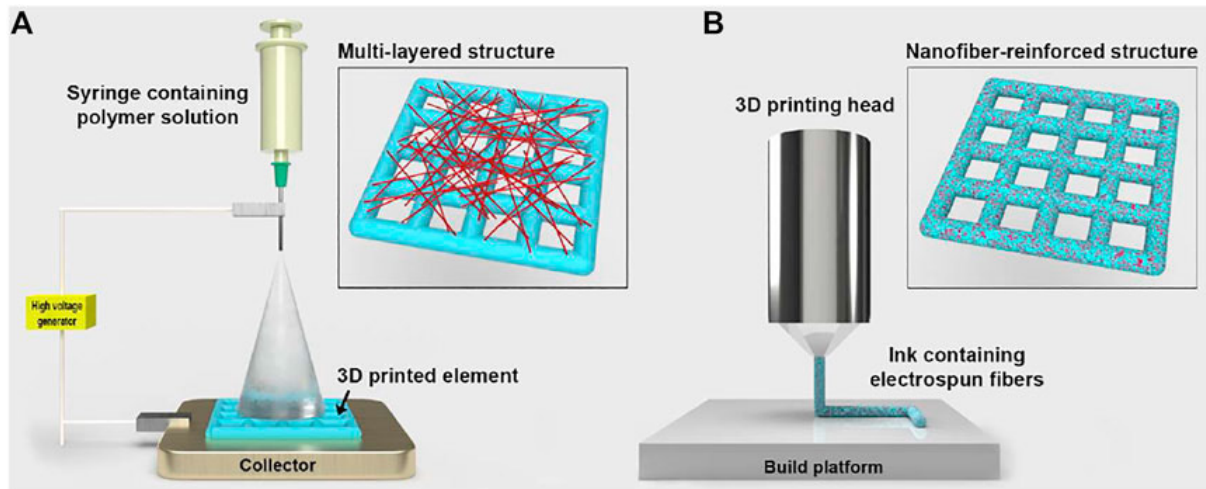 A
Multi-layered structure
Syringe containing
polymer solution
High voltage
generator
3D printed element
Collector
B
Nanofiber-reinforced structure
3D printing head
Ink containing
electrospun fibers
Build platform